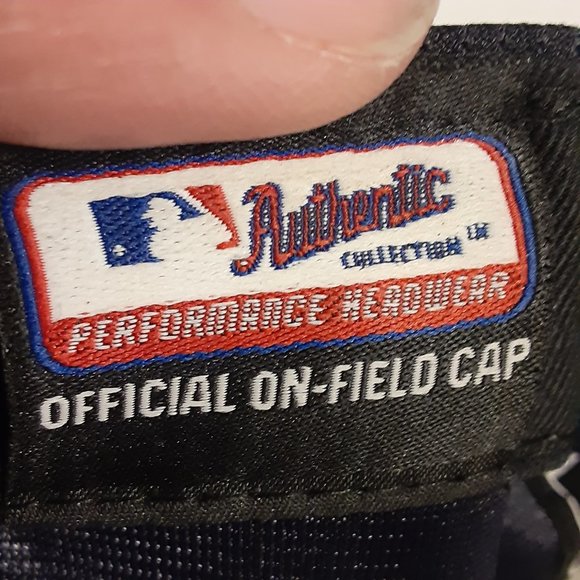 Authentic
COLLECTION
PERFORMANCE HEADWEAR
OFFICIAL ON-FIELD CAP